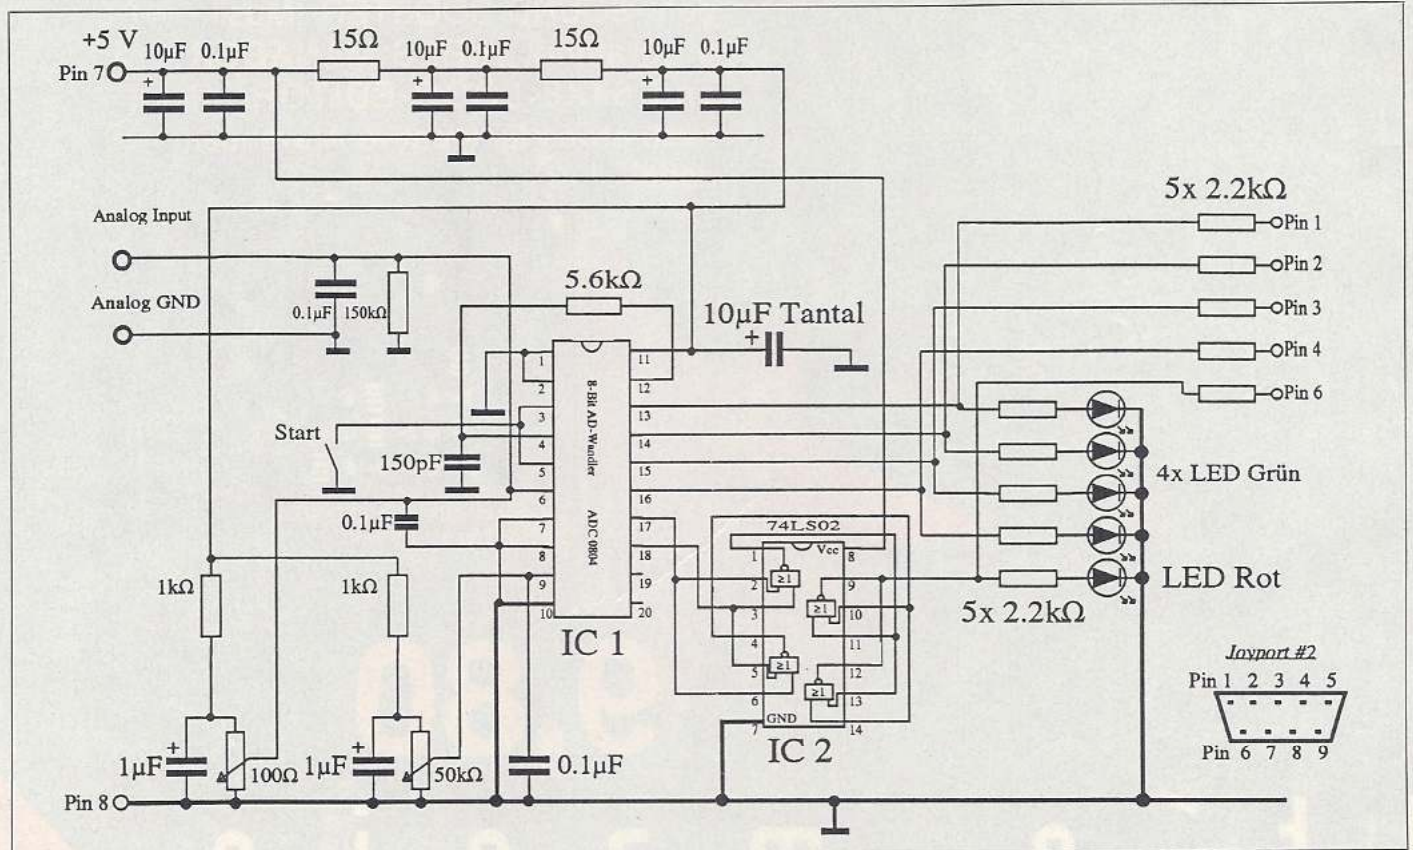 +5 V
10µF 0.1µF
15Ω
10µF 0.1µF
15Ω
10µF 0.1µF
Pin 7
+
+
+
Analog Input
Analog GND
0.1µF 150kΩ
5.6kΩ
10µF Tantal
+
5x 2.2kΩ
Pin 1
Pin 2
Pin 3
Pin 4
Pin 6
Start
150pF
0.1µF
1
2
3
4
5
6
7
8
9
10
8-Bit AD-Wandler
ADC 0804
11
12
13
14
15
16
17
18
19
20
IC 1
74LS02
1
2
3
4
5
6
7
Vcc
8
9
10
11
12
13
14
≥1
≥1
≥1
≥1
GND
IC 2
4x LED Grün
LED Rot
5x 2.2kΩ
1kΩ
1kΩ
+
1µF
100Ω
+
1µF
50kΩ
0.1µF
Pin 8
Joyport #2
Pin 1 2 3 4 5
Pin 6 7 8 9